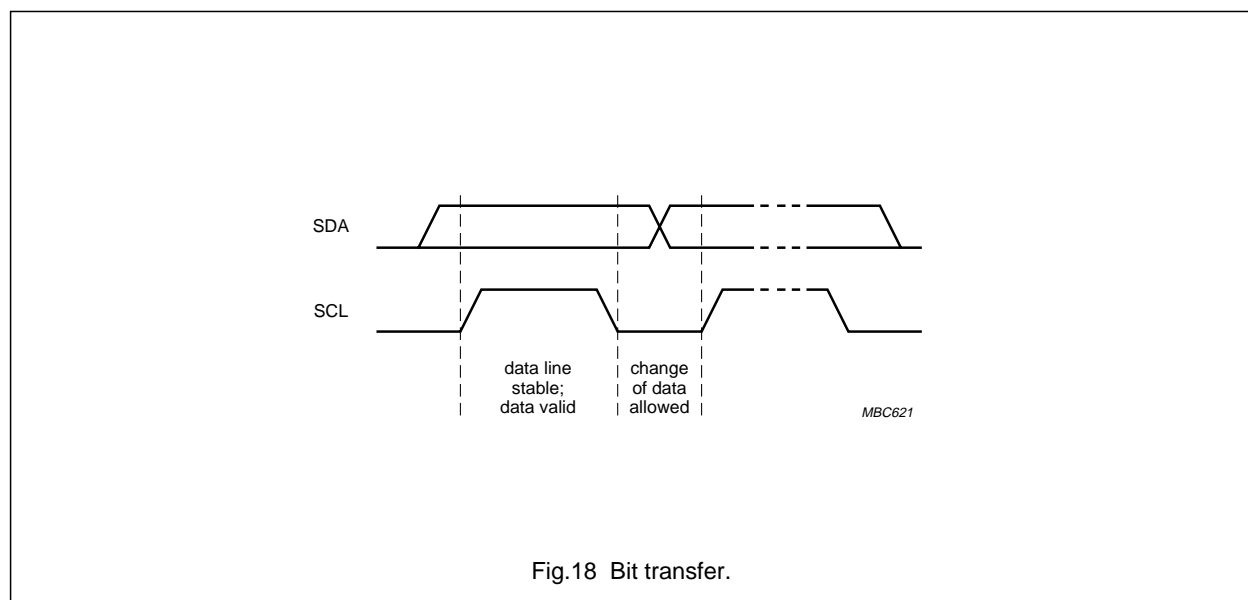 SDA
SCL
data line
stable;
data valid
change
of data
allowed
MBC621
Fig.18 Bit transfer.